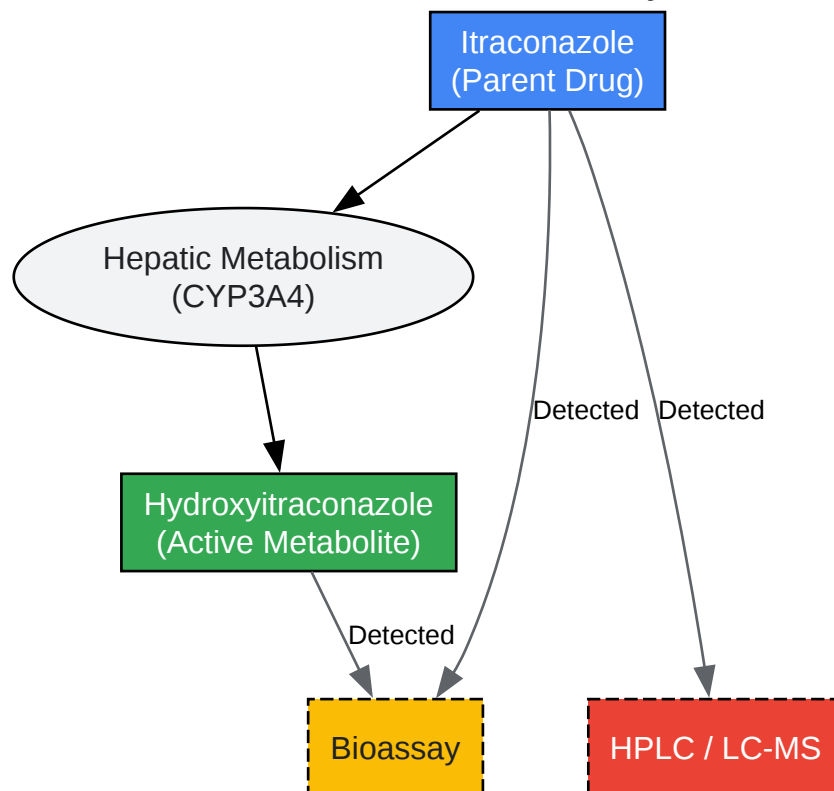 Itraconazole
(Parent Drug)
Hepatic Metabolism
(CYP3A4)
Detected
Detected
Hydroxyitraconazole
(Active Metabolite)
Detected
Bioassay
HPLC / LC-MS